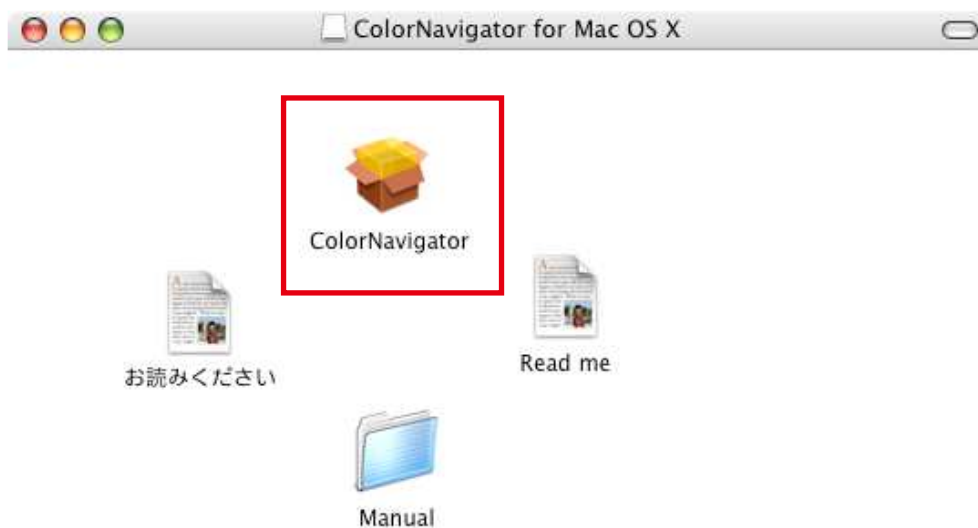 ColorNavigator for Mac OS X
ColorNavigator
お読みください
Read me
Manual